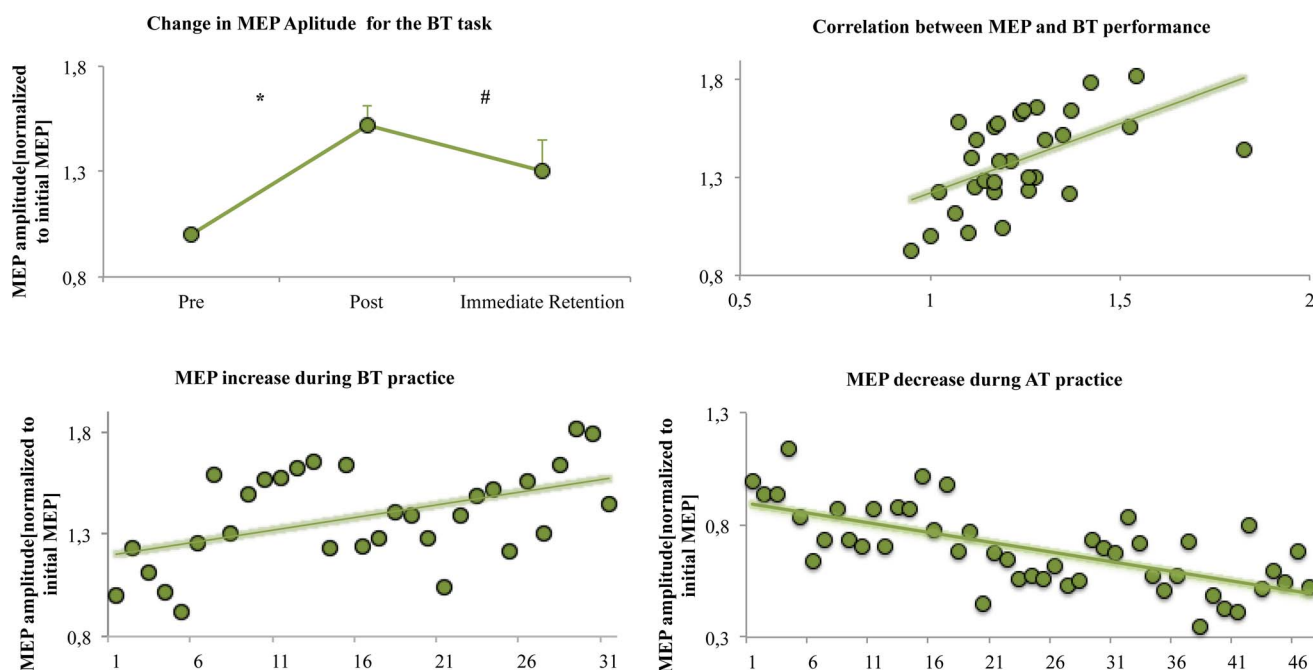 Change in MEP Aplitude for the BT task
MEP amplitude[normalized
to initial MEP]
1,8
1,3
0,8
*
#
Pre
Post
Immediate Retention
Correlation between MEP and BT performance
1,8
1,3
0,8
0,5
1
1,5
2
MEP increase during BT practice
MEP amplitude[normalized to
initial MEP]
1,8
1,3
0,8
1
6
11
16
21
26
31
MEP decrease durng AT practice
MEP amplitude[normalized to
initial MEP]
1,3
0,8
0,3
1
6
11
16
21
26
31
36
41
46